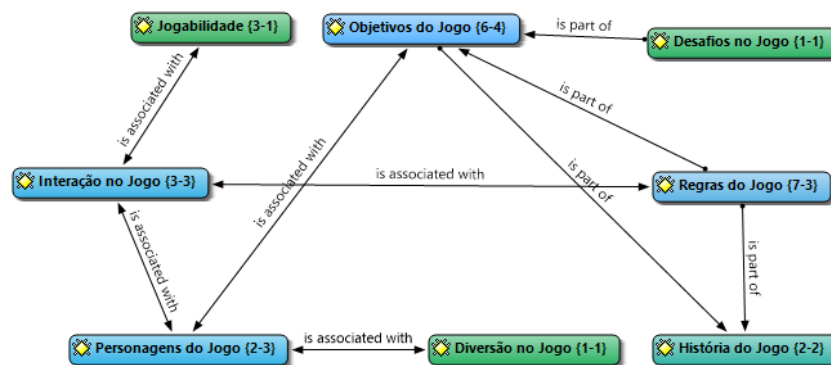 Jogabilidade {3-1}
Objetivos do Jogo {6-4}
is part of
Desafios no Jogo {1-1}
is associated with
is part of
is associated with
is part of
Interação no Jogo {3-3}
is associated with
Regras do Jogo {7-3}
is associated with
is part of
Personagens do Jogo {2-3}
is associated with
Diversão no Jogo {1-1}
História do Jogo {2-2}